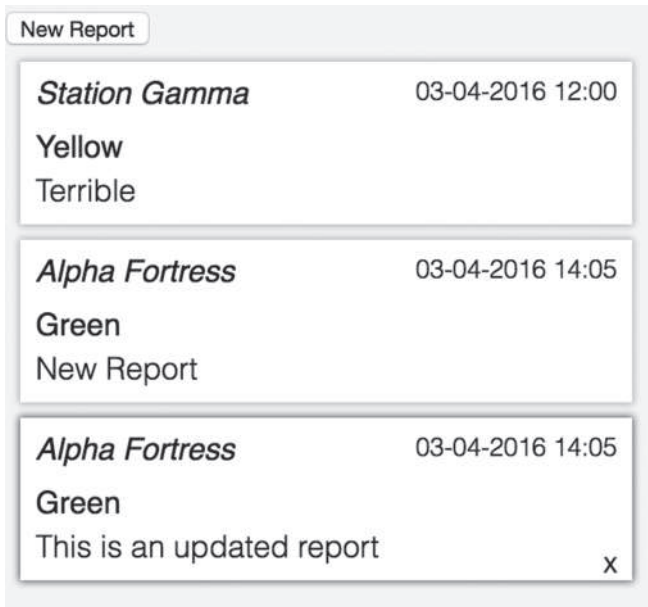 New Report
Station Gamma 03-04-2016 12:00
Yellow
Terrible
Alpha Fortress 03-04-2016 14:05
Green
New Report
Alpha Fortress 03-04-2016 14:05
Green
This is an updated report
x